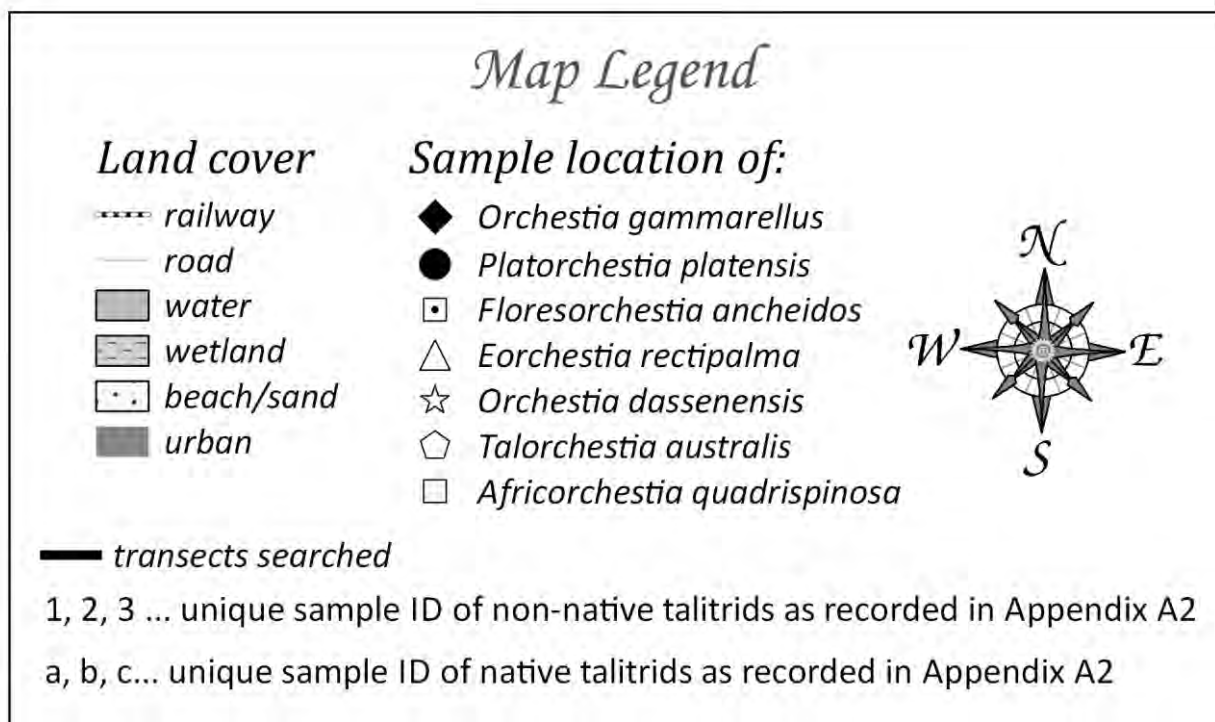 Map Legend
Land cover
railway
road
water
wetland
beach/sand
urban
Sample location of:
Orchestia gammarellus
Platorchestia platensis
Floresorchestia ancheidos
Eorchestia rectipalma
Orchestia dassenensis
Talorchestia australis
Africorchestia quadrispinosa
N
W
E
S
transects searched
1, 2, 3 ... unique sample ID of non-native talitrids as recorded in Appendix A2
a, b, c... unique sample ID of native talitrids as recorded in Appendix A2